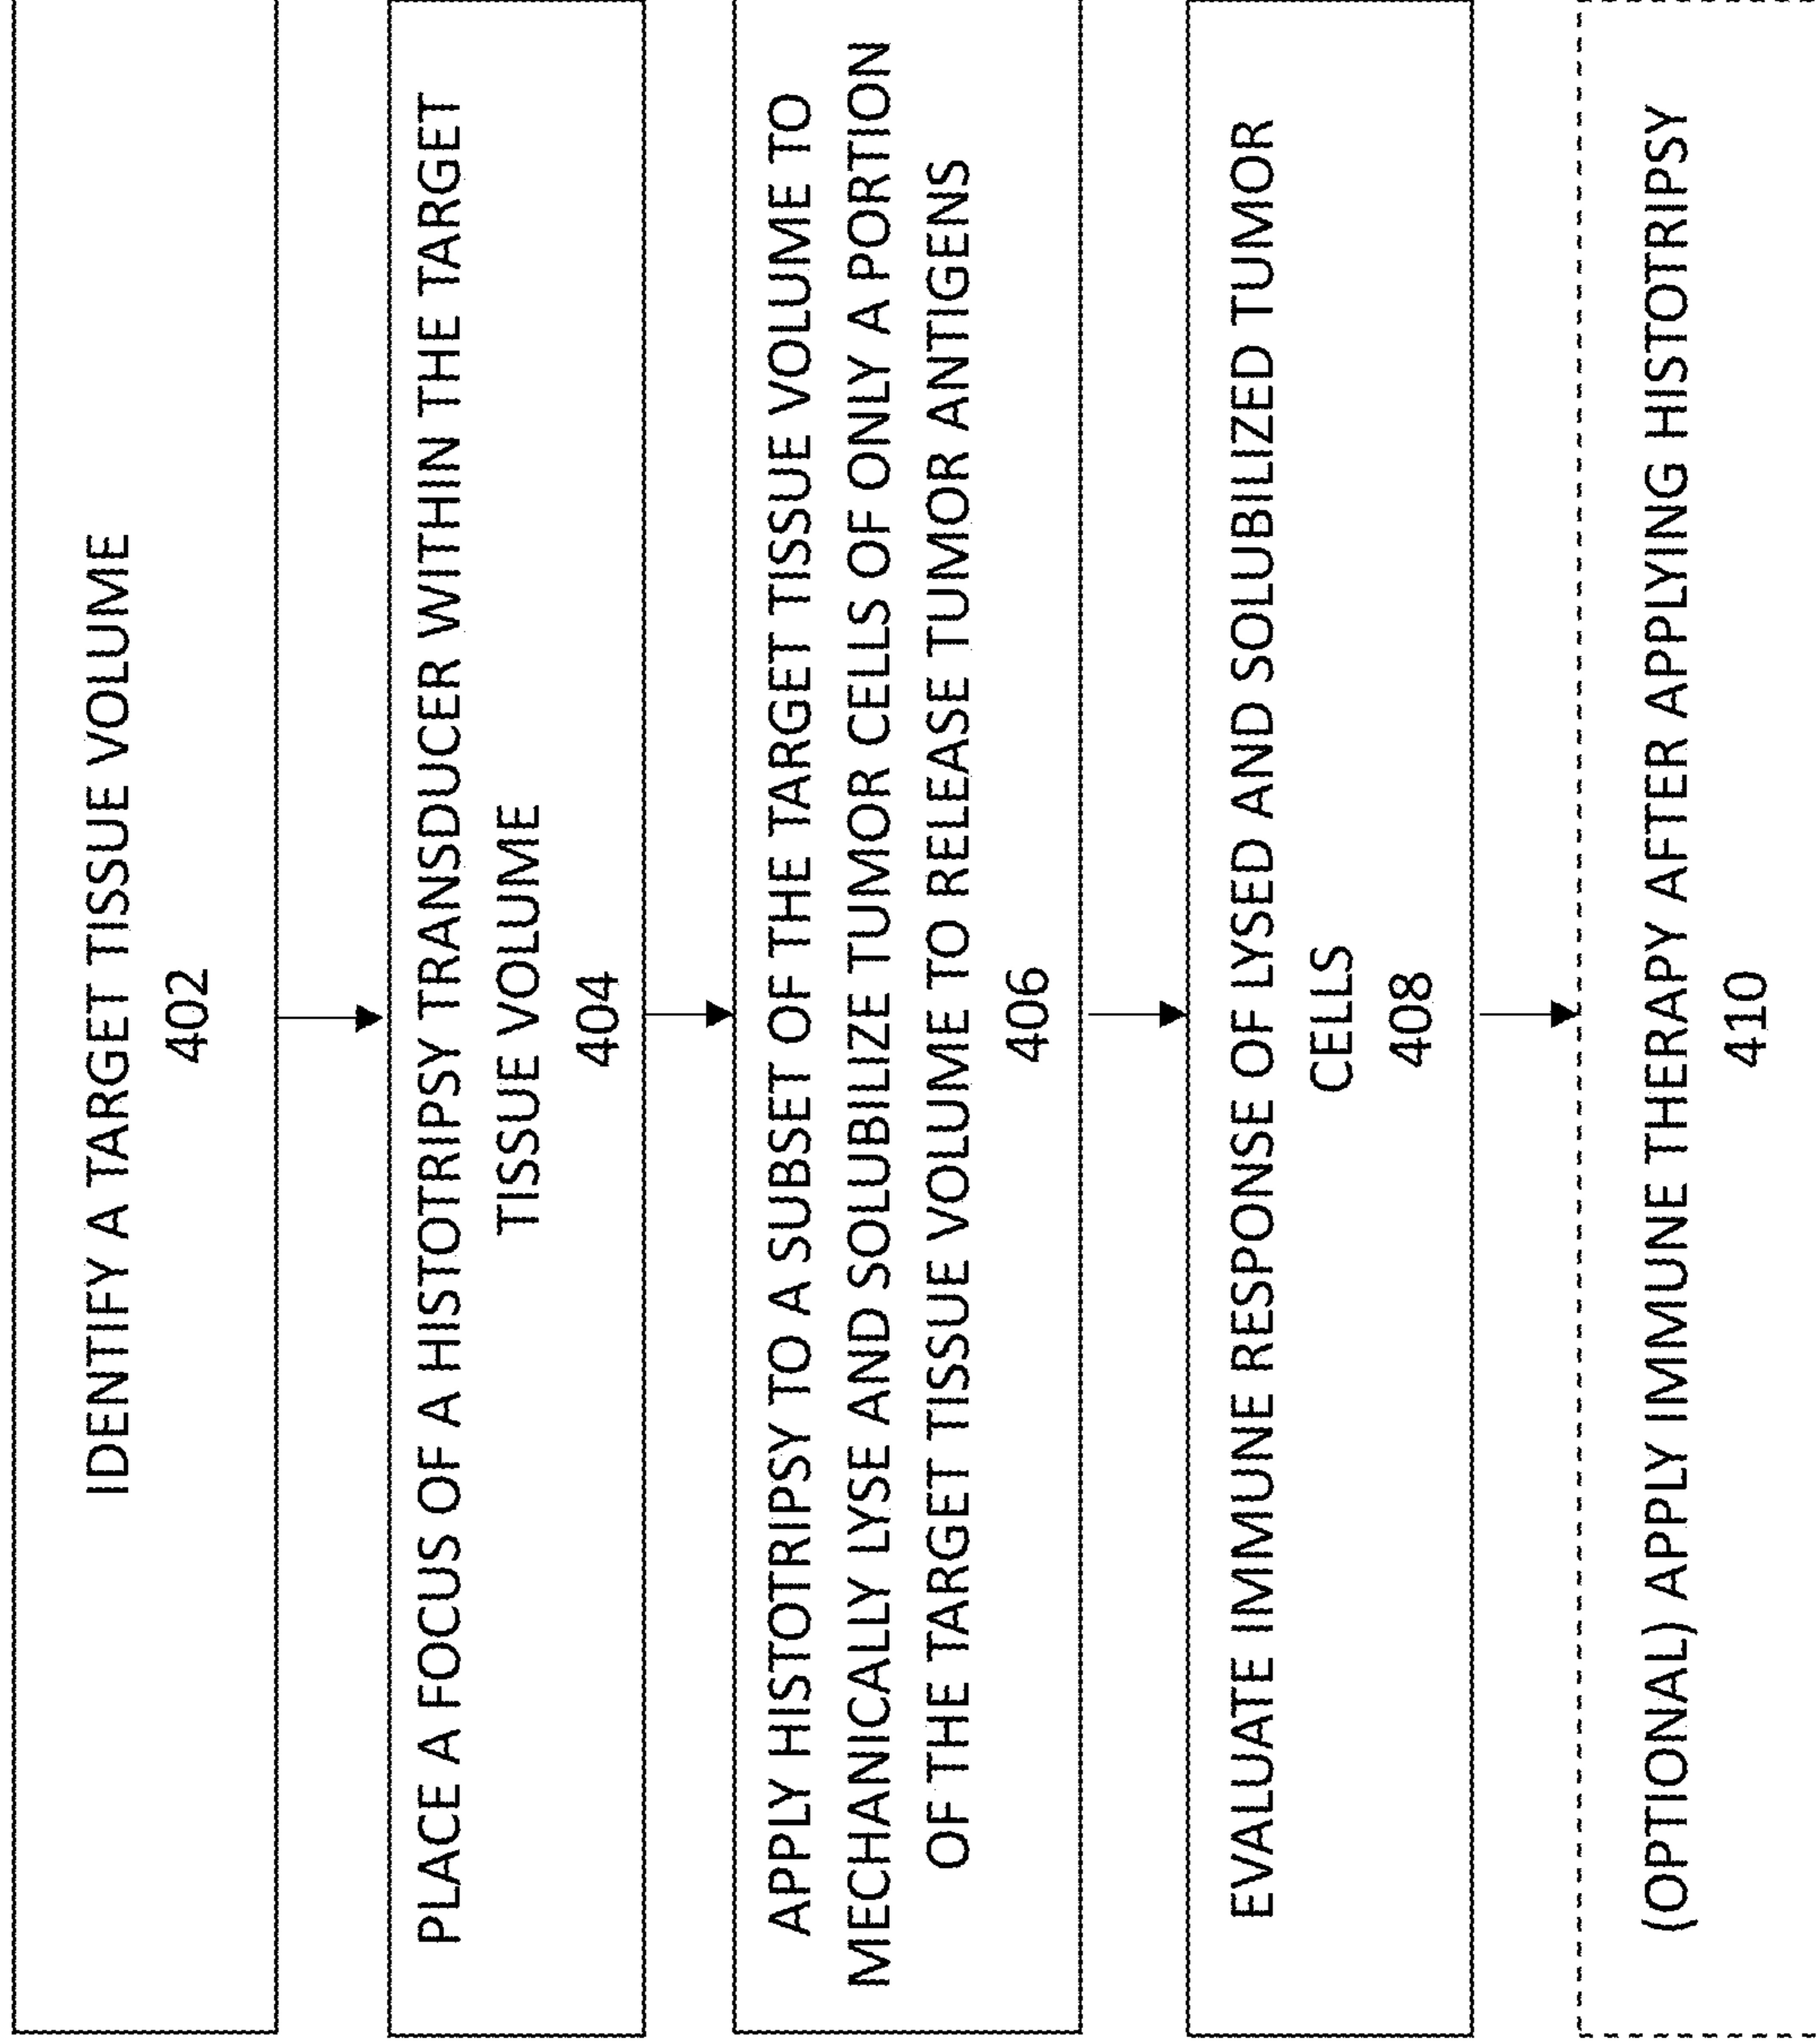 IDENTIFY A TARGET TISSUE VOLUME
402
PLACE A FOCUS OF A HISTOTRIPSY TRANSDUCER WITHIN THE TARGET
TISSUE VOLUME
404
APPLY HISTOTRIPSY TO A SUBSET OF THE TARGET TISSUE VOLUME TO
MECHANICALLY LYSE AND SOLUBILIZE TUMOR CELLS OF ONLY A PORTION
OF THE TARGET TISSUE VOLUME TO RELEASE TUMOR ANTIGENS
406
EVALUATE IMMUNE RESPONSE OF LYSED AND SOLUBILIZED TUMOR
CELLS
408
(OPTIONAL) APPLY IMMUNE THERAPY AFTER APPLYING HISTOTRIPSY
410